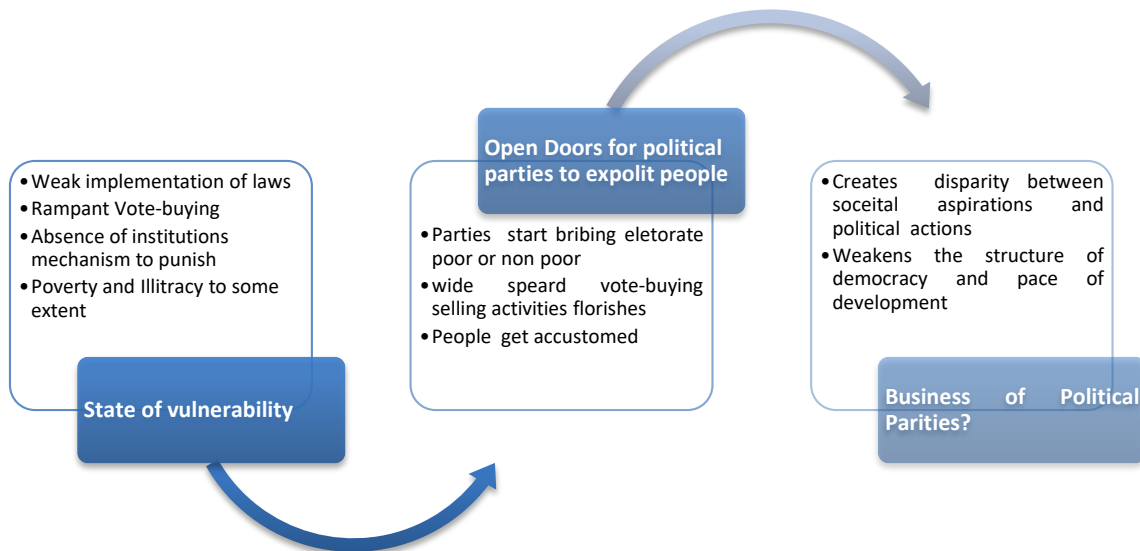 • Weak implementation of laws
• Rampant Vote-buying
• Absence of institutions
mechanism to punish
• Poverty and Illitracy to some
extent
State of vulnerability
Open Doors for political
parties to expolit people
• Parties start bribing eletorate
poor or non poor
• wide speard vote-buying
selling activities florishes
• People get accustomed
• Creates disparity between
soceital aspirations and
political actions
• Weakens the structure of
democracy and pace of
development
Business of Political
Parities?